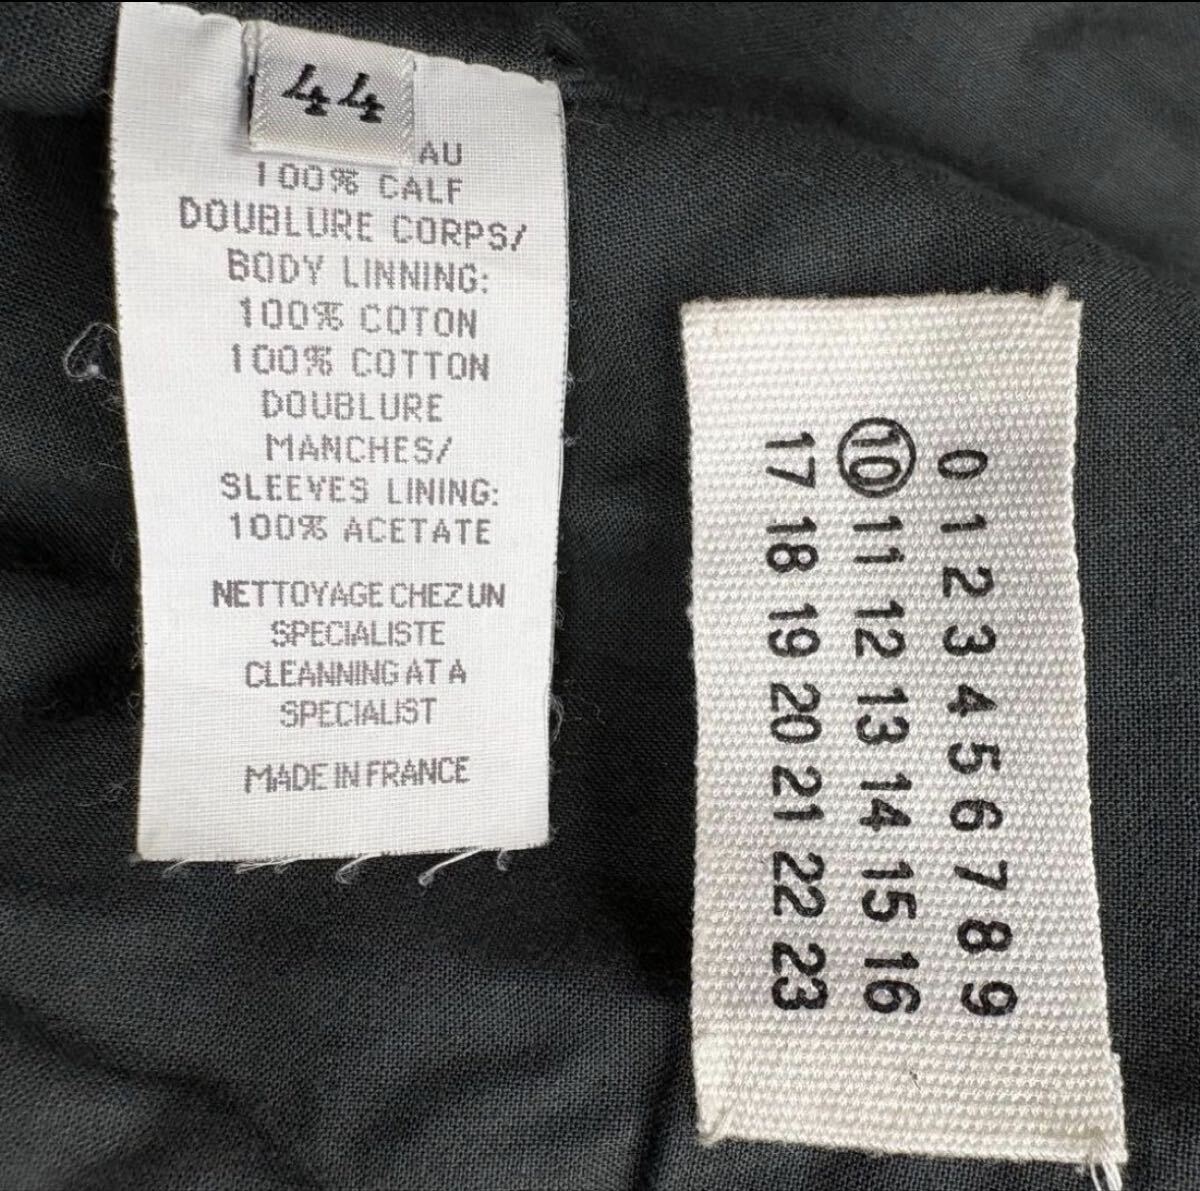 44
AU
100% CALF
DOUBLURE CORPS/
BODY LINNING:
100% COTON
100% COTTON
DOUBLURE
MANCHES/
SLEEVES LINING:
100% ACETATE
NETTOYAGE CHEZ UN
SPECIALISTE
CLEANNING AT A
SPECIALIST
MADE IN FRANCE
0 1 2 3 4 5 6 7 8 9
10 11 12 13 14 15 16
17 18 19 20 21 22 23